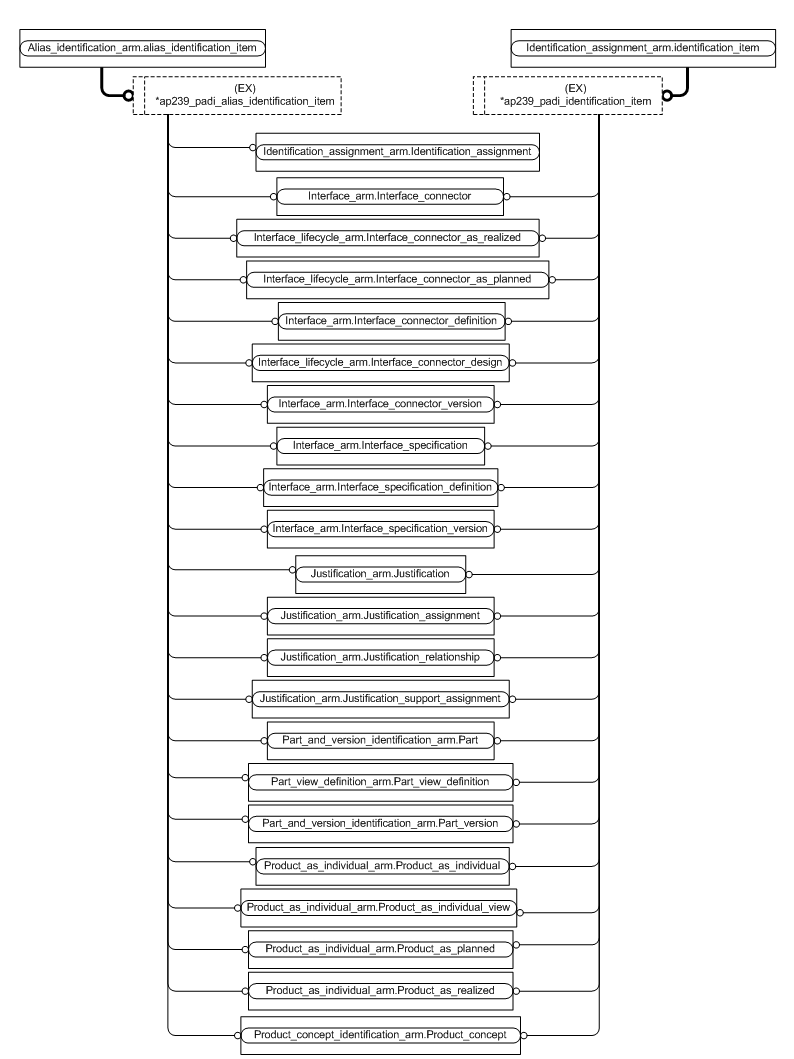 Alias_identification_arm.alias_identification_item
Identification_assignment_arm.identification_item
(EX)
*ap239_padi_alias_identification_item
(EX)
*ap239_padi_identification_item
Identification_assignment_arm.Identification_assignment
Interface_arm.Interface_connector
Interface_lifecycle_arm.Interface_connector_as_realized
Interface_lifecycle_arm.Interface_connector_as_planned
Interface_arm.Interface_connector_definition
Interface_lifecycle_arm.Interface_connector_design
Interface_arm.Interface_connector_version
Interface_arm.Interface_specification
Interface_arm.Interface_specification_definition
Interface_arm.Interface_specification_version
Justification_arm.Justification
Justification_arm.Justification_assignment
Justification_arm.Justification_relationship
Justification_arm.Justification_support_assignment
Part_and_version_identification_arm.Part
Part_view_definition_arm.Part_view_definition
Part_and_version_identification_arm.Part_version
Product_as_individual_arm.Product_as_individual
Product_as_individual_arm.Product_as_individual_view
Product_as_individual_arm.Product_as_planned
Product_as_individual_arm.Product_as_realized
Product_concept_identification_arm.Product_concept